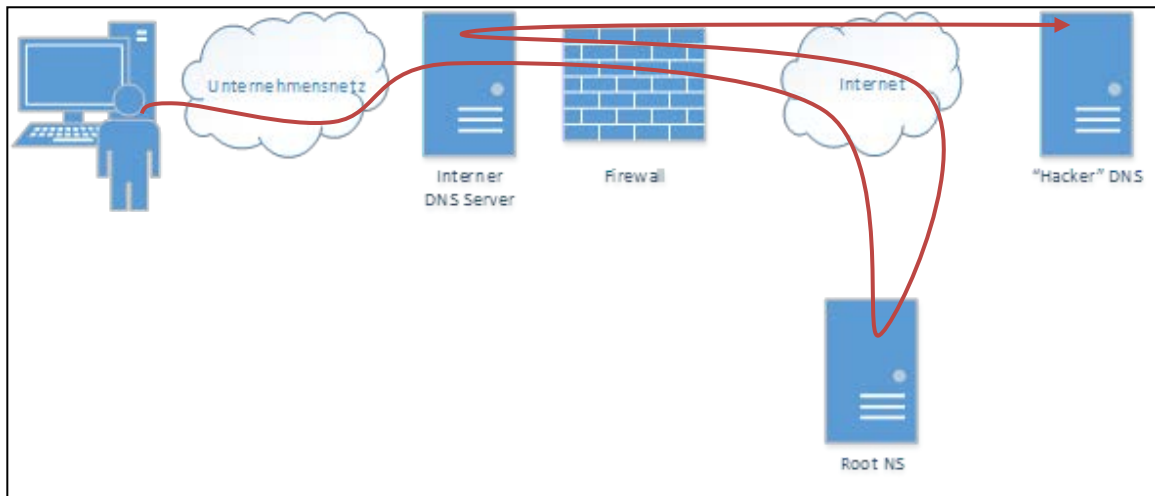 Unternehmensnetz
Internet
Interner
DNS Server
Firewall
"Hacker" DNS
Root NS